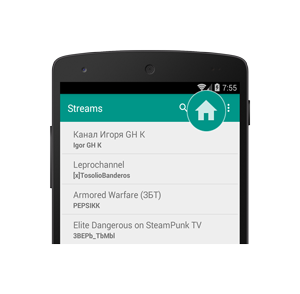 7:55
Streams
Канал Игоря GH K
Igor GH K
Leprochannel
[x]TosolioBanderos
Armored Warfare (ЗБТ)
PEPSIKK
Elite Dangerous on SteamPunk TV
3BEPb_TbMbI